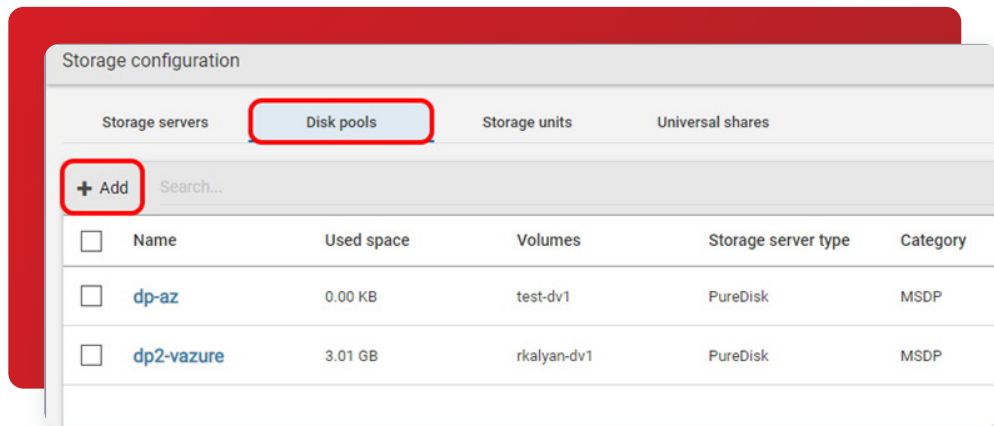 Storage configuration
Storage servers Disk pools Storage units Universal shares
+ Add Search...
Name Used space Volumes Storage server type Category
dp-az 0.00 KB test-dv1 PureDisk MSDP
dp2-vazure 3.01 GB rkalyan-dv1 PureDisk MSDP